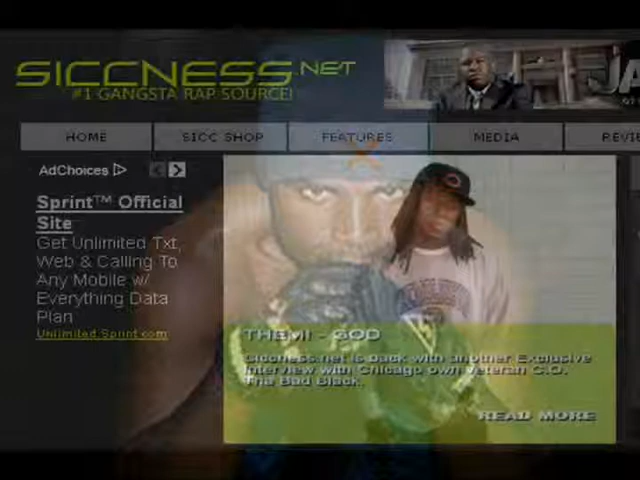 SICCNESS.NET
#1 GANGSTA RAP SOURCE!
HOME
SICC SHOP
FEATURES
MEDIA
AdChoices
Sprint™ Official
Site
Get Unlimited Txt,
Web & Calling To
Any Mobile w/
Everything Data
Plan
Unlimited.Sprint.com
THEMI - GOD
Siccness.net is back with another Exclusive
Interview with Chicago own veteran C.O.
Tha Bad Black.
READ MORE